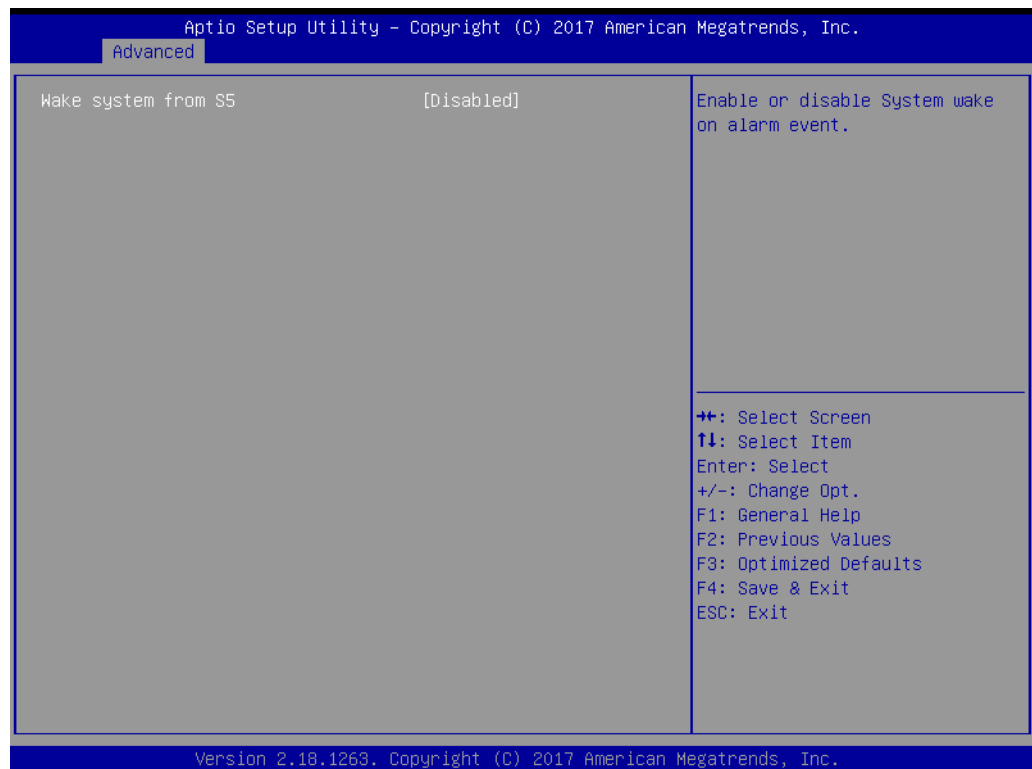 Aptio Setup Utility – Copyright (C) 2017 American Megatrends, Inc.
Advanced
Wake system from S5 [Disabled]
Enable or disable System wake
on alarm event.
→←: Select Screen
↑↓: Select Item
Enter: Select
+/-: Change Opt.
F1: General Help
F2: Previous Values
F3: Optimized Defaults
F4: Save & Exit
ESC: Exit
Version 2.18.1263. Copyright (C) 2017 American Megatrends, Inc.